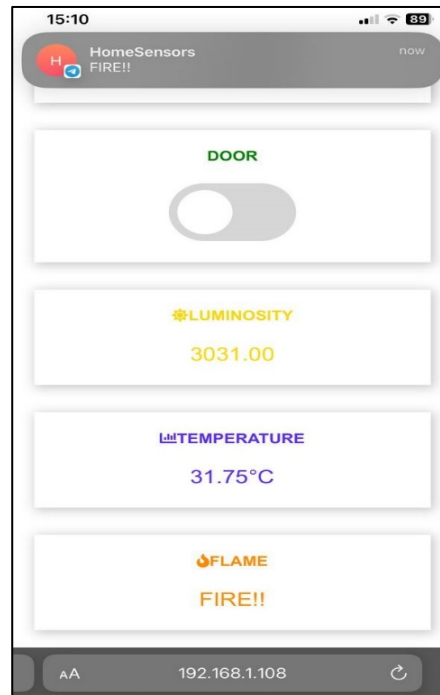 15:10
89
H
HomeSensors
now
FIRE!!
DOOR
LUMINOSITY
3031.00
TEMPERATURE
31.75°C
FLAME
FIRE!!
AA
192.168.1.108